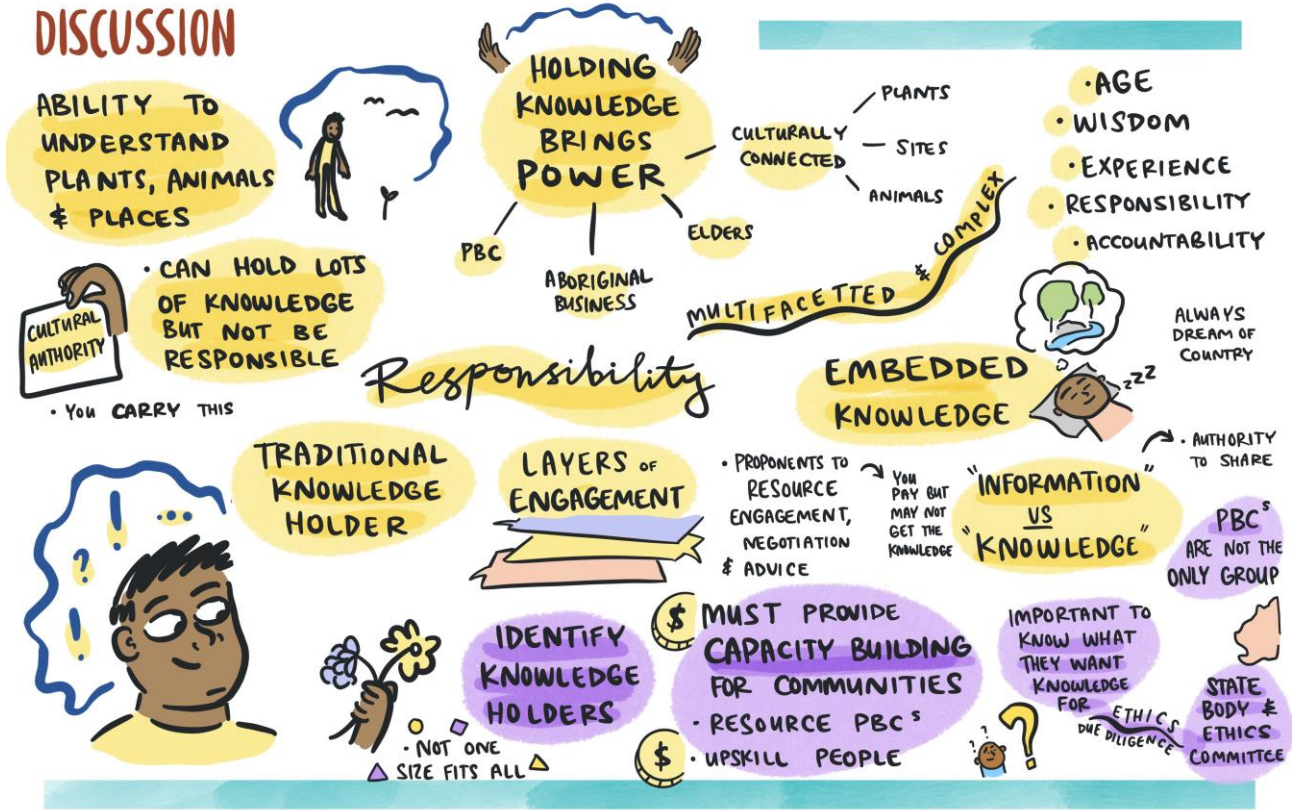 DISCUSSION
ABILITY TO
UNDERSTAND
PLANTS, ANIMALS
& PLACES
HOLDING
KNOWLEDGE
BRINGS
POWER
PBC
ABORIGINAL
BUSINESS
ELDERS
CULTURALLY
CONNECTED
PLANTS
SITES
ANIMALS
MULTIFACETTED & COMPLEX
• AGE
• WISDOM
• EXPERIENCE
• RESPONSIBILITY
• ACCOUNTABILITY
CULTURAL
AUTHORITY
• YOU CARRY THIS
• CAN HOLD LOTS
OF KNOWLEDGE
BUT NOT BE
RESPONSIBLE
Responsibility
EMBEDDED
KNOWLEDGE
zzz
ALWAYS
DREAM OF
COUNTRY
TRADITIONAL
KNOWLEDGE
HOLDER
LAYERS OF
ENGAGEMENT
• PROPONENTS TO
RESOURCE
ENGAGEMENT,
NEGOTIATION
& ADVICE
YOU
PAY BUT
MAY NOT
GET THE
KNOWLEDGE
"INFORMATION"
VS
"KNOWLEDGE"
• AUTHORITY
TO SHARE
PBCs
ARE NOT THE
ONLY GROUP
! ...
?
!
IDENTIFY
KNOWLEDGE
HOLDERS
• NOT ONE
SIZE FITS ALL
$
$
MUST PROVIDE
CAPACITY BUILDING
FOR COMMUNITIES
• RESOURCE PBCs
• UPSKILL PEOPLE
? ? ?
?
IMPORTANT TO
KNOW WHAT
THEY WANT
KNOWLEDGE
FOR
ETHICS
DUE DILIGENCE
STATE
BODY &
ETHICS
COMMITTEE